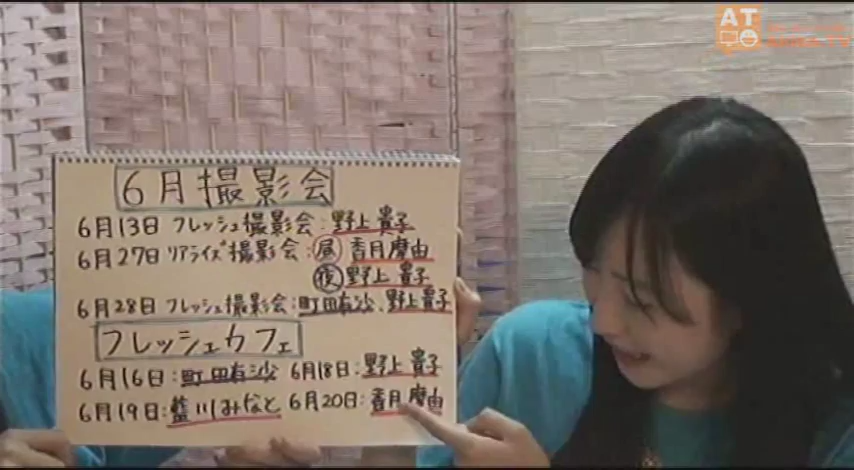 AT
6月撮影会
6月13日 フレッシュ撮影会:野上貴子
6月27日 リアライズ撮影会:昼 香月摩由
夜 野上貴子
6月28日 フレッシュ撮影会:町田有沙、野上貴子
フレッシュカフェ
6月16日:町田有沙 6月18日:野上貴子
6月19日:藍川みなと 6月20日:香月摩由